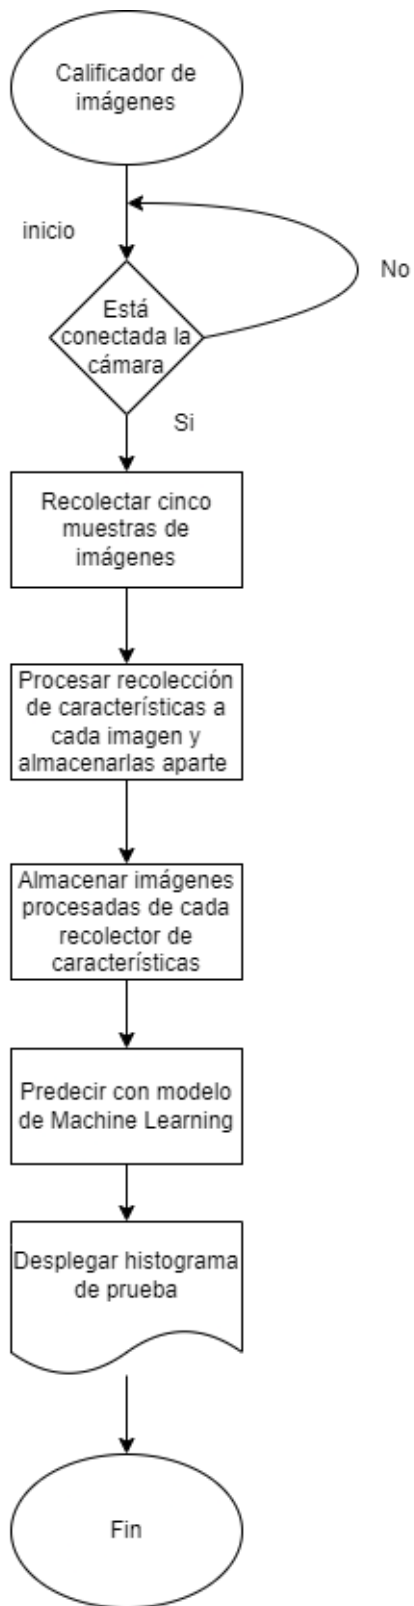 Calificador de
imágenes
inicio
No
Está
conectada la
cámara
Si
Recolectar cinco
muestras de
imágenes
Procesar recolección
de características a
cada imagen y
almacenarlas aparte
Almacenar imágenes
procesadas de cada
recolector de
características
Predecir con modelo
de Machine Learning
Desplegar histograma
de prueba
Fin